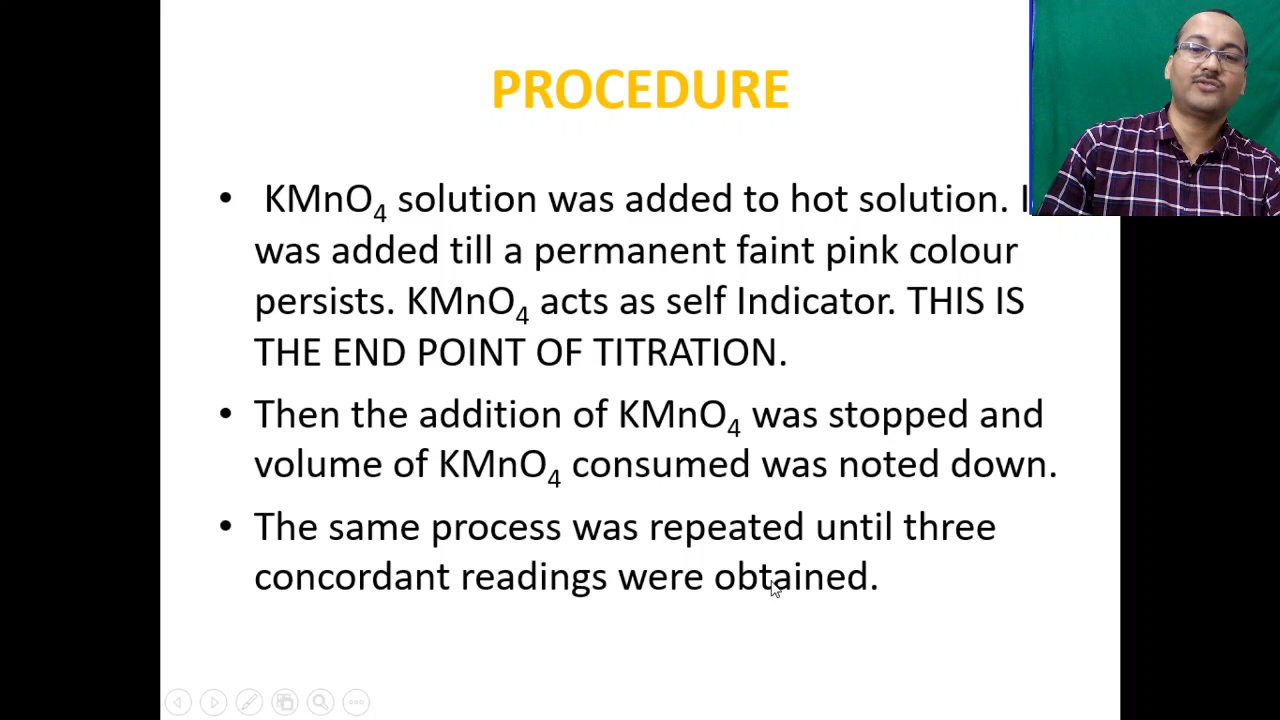 PROCEDURE
• KMnO₄ solution was added to hot solution.
was added till a permanent faint pink colour
persists. KMnO₄ acts as self Indicator. THIS IS
THE END POINT OF TITRATION.
• Then the addition of KMnO₄ was stopped and
volume of KMnO₄ consumed was noted down.
• The same process was repeated until three
concordant readings were obtained.